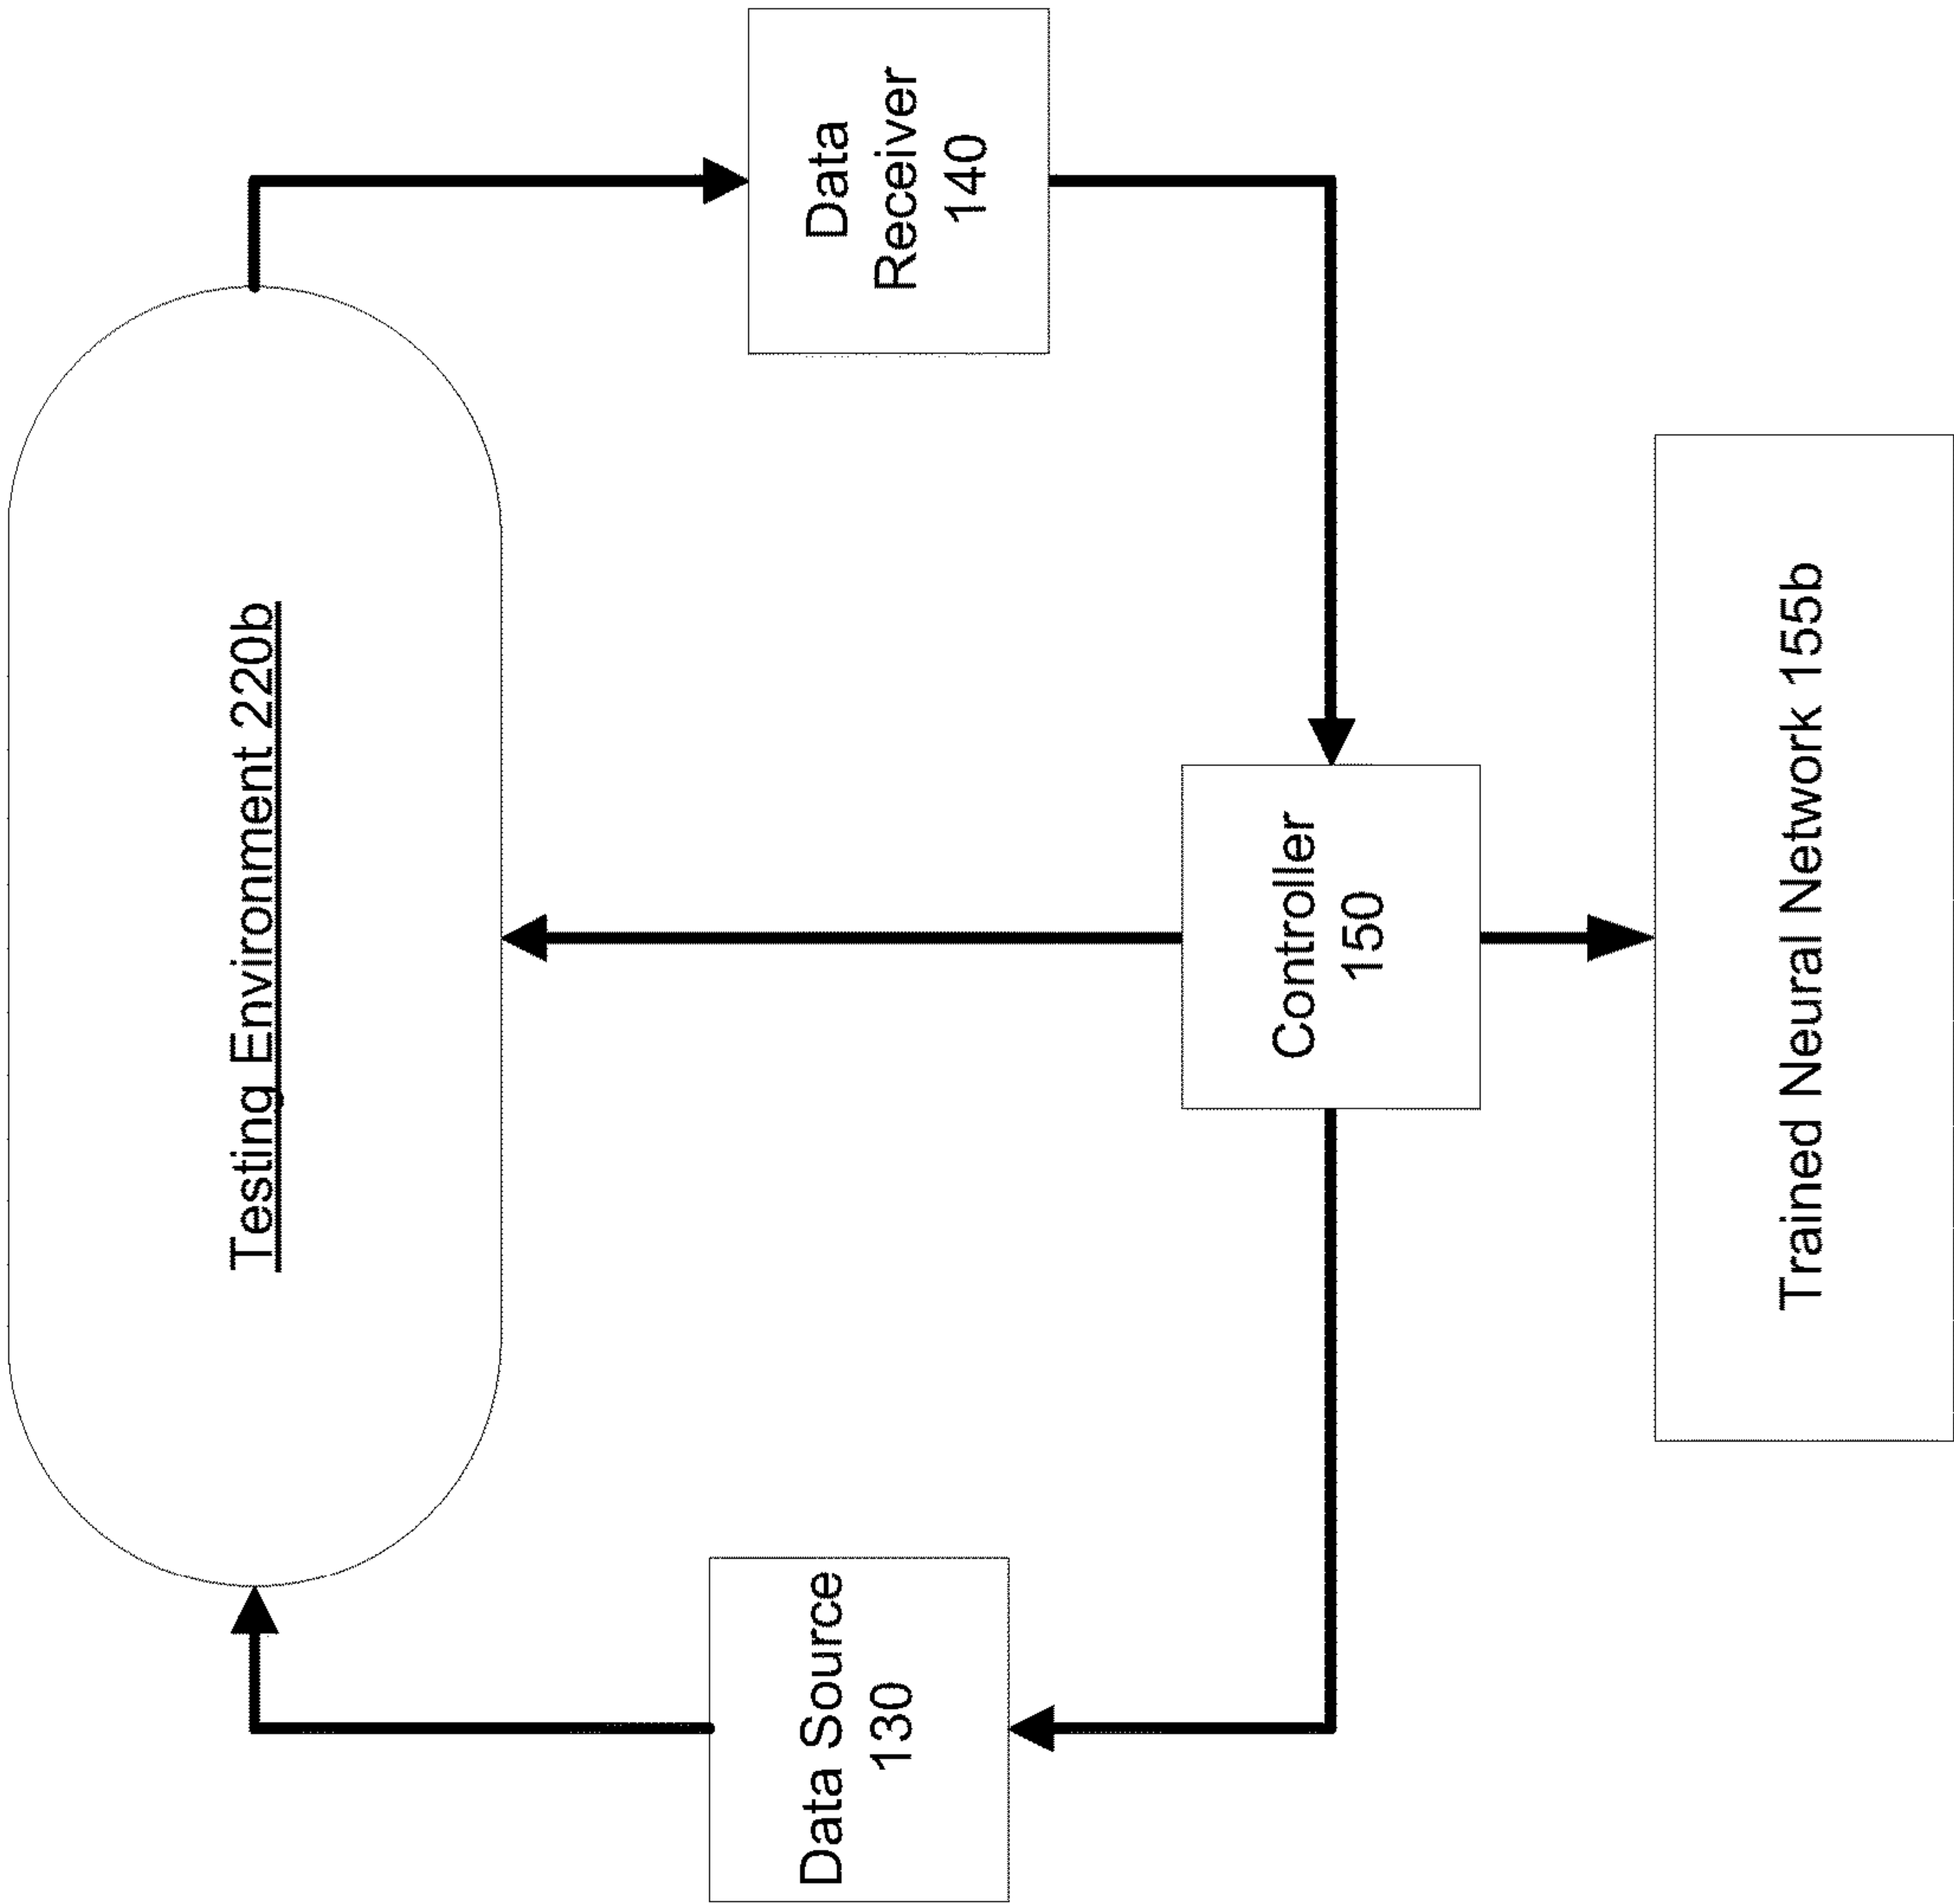 Testing Environment 220b
Data Source
130
Data
Receiver
140
Controller
150
Trained Neural Network 155b